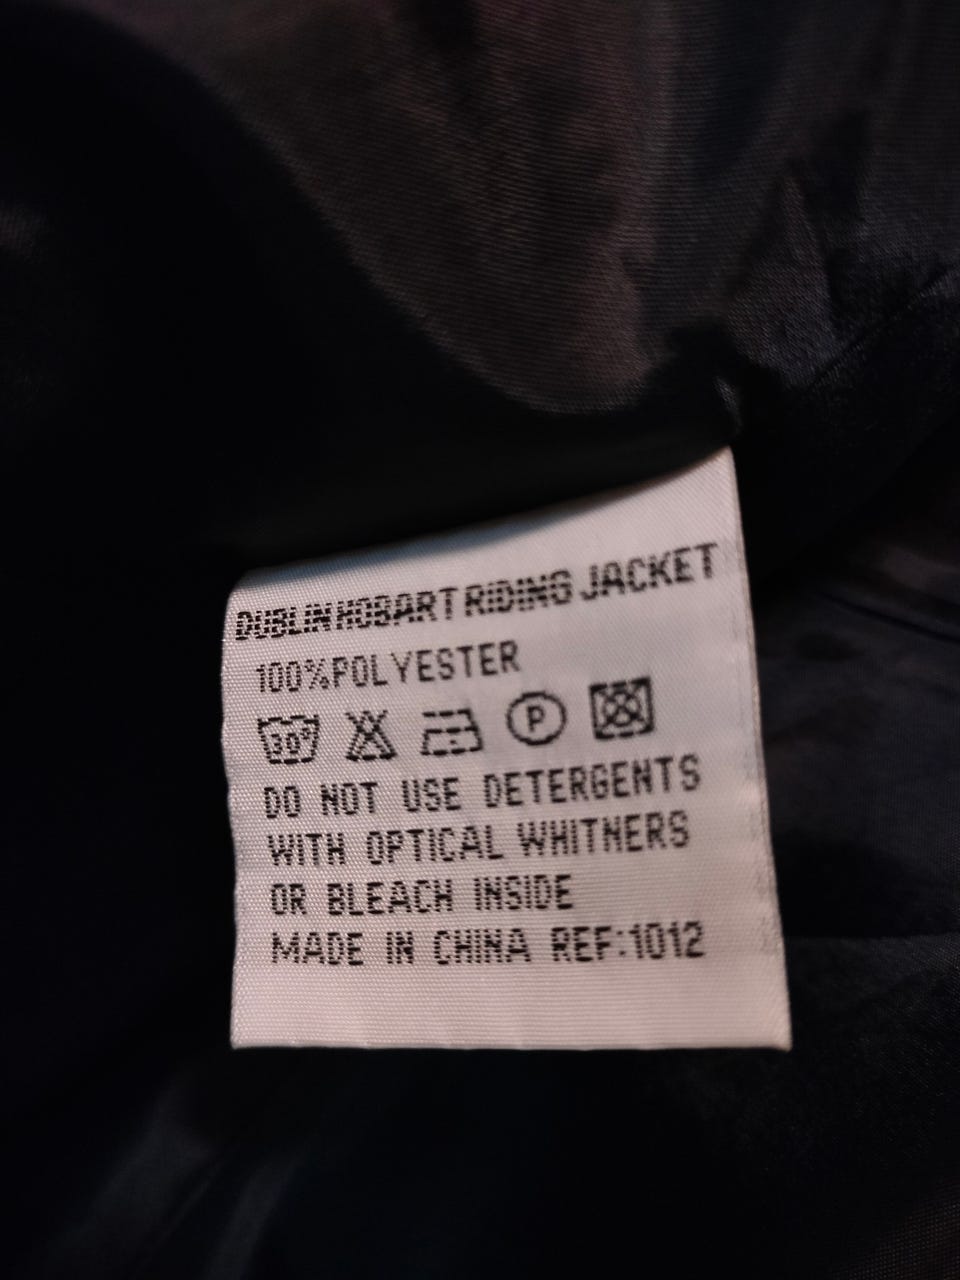 DUBLIN HOBART RIDING JACKET
100%POLYESTER
30° P
DO NOT USE DETERGENTS
WITH OPTICAL WHITNERS
OR BLEACH INSIDE
MADE IN CHINA REF:1012